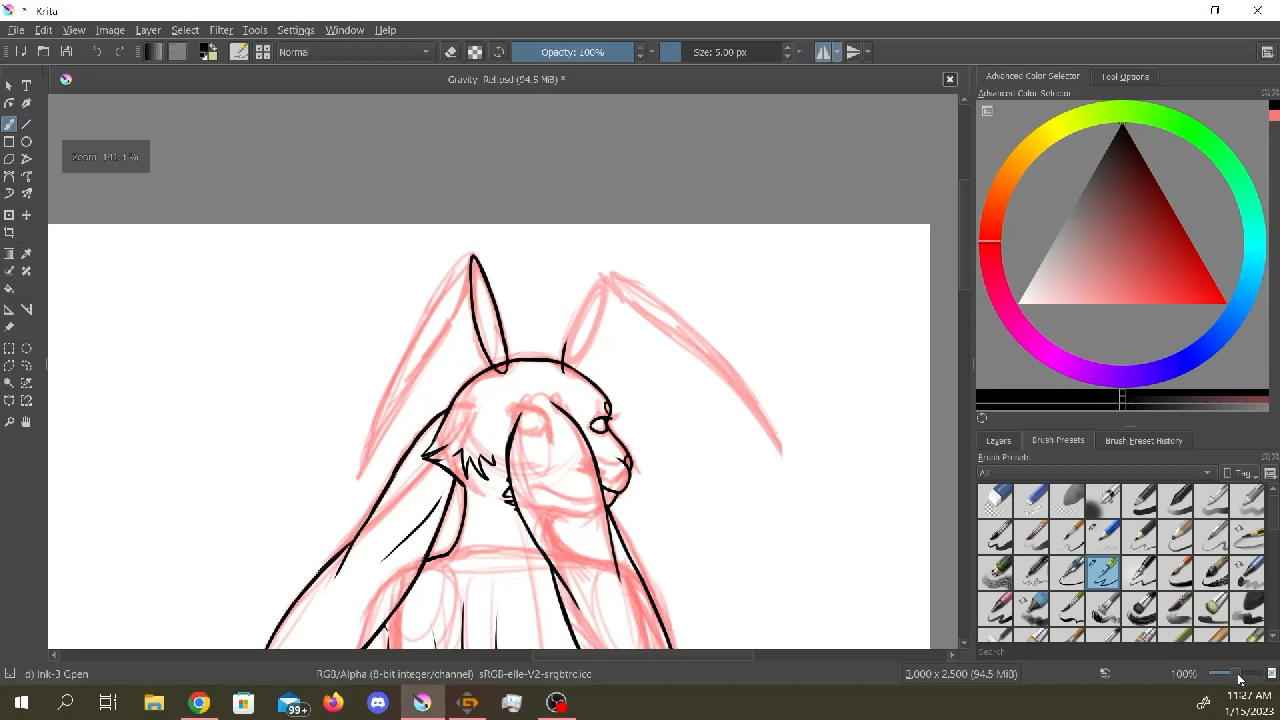 Krita
File Edit View Image Layer Select Filter Tools Settings Window Help
Normal Opacity: 100% Size: 5.00 px
Gravity Ref.psd (94.5 MiB) *
Advanced Color Selector Tool Options
Advanced Color Selector
Zoom 141.4 %
Layers Brush Presets Brush Preset History
Brush Presets
All Tag
Search
d) Ink-3 Gpen RGB/Alpha (8-bit integer/channel) sRGB-elle-V2-srgbtrc.icc 3,000 x 2,500 (94.5 MiB) 100%
99+
11:27 AM
1/15/2023